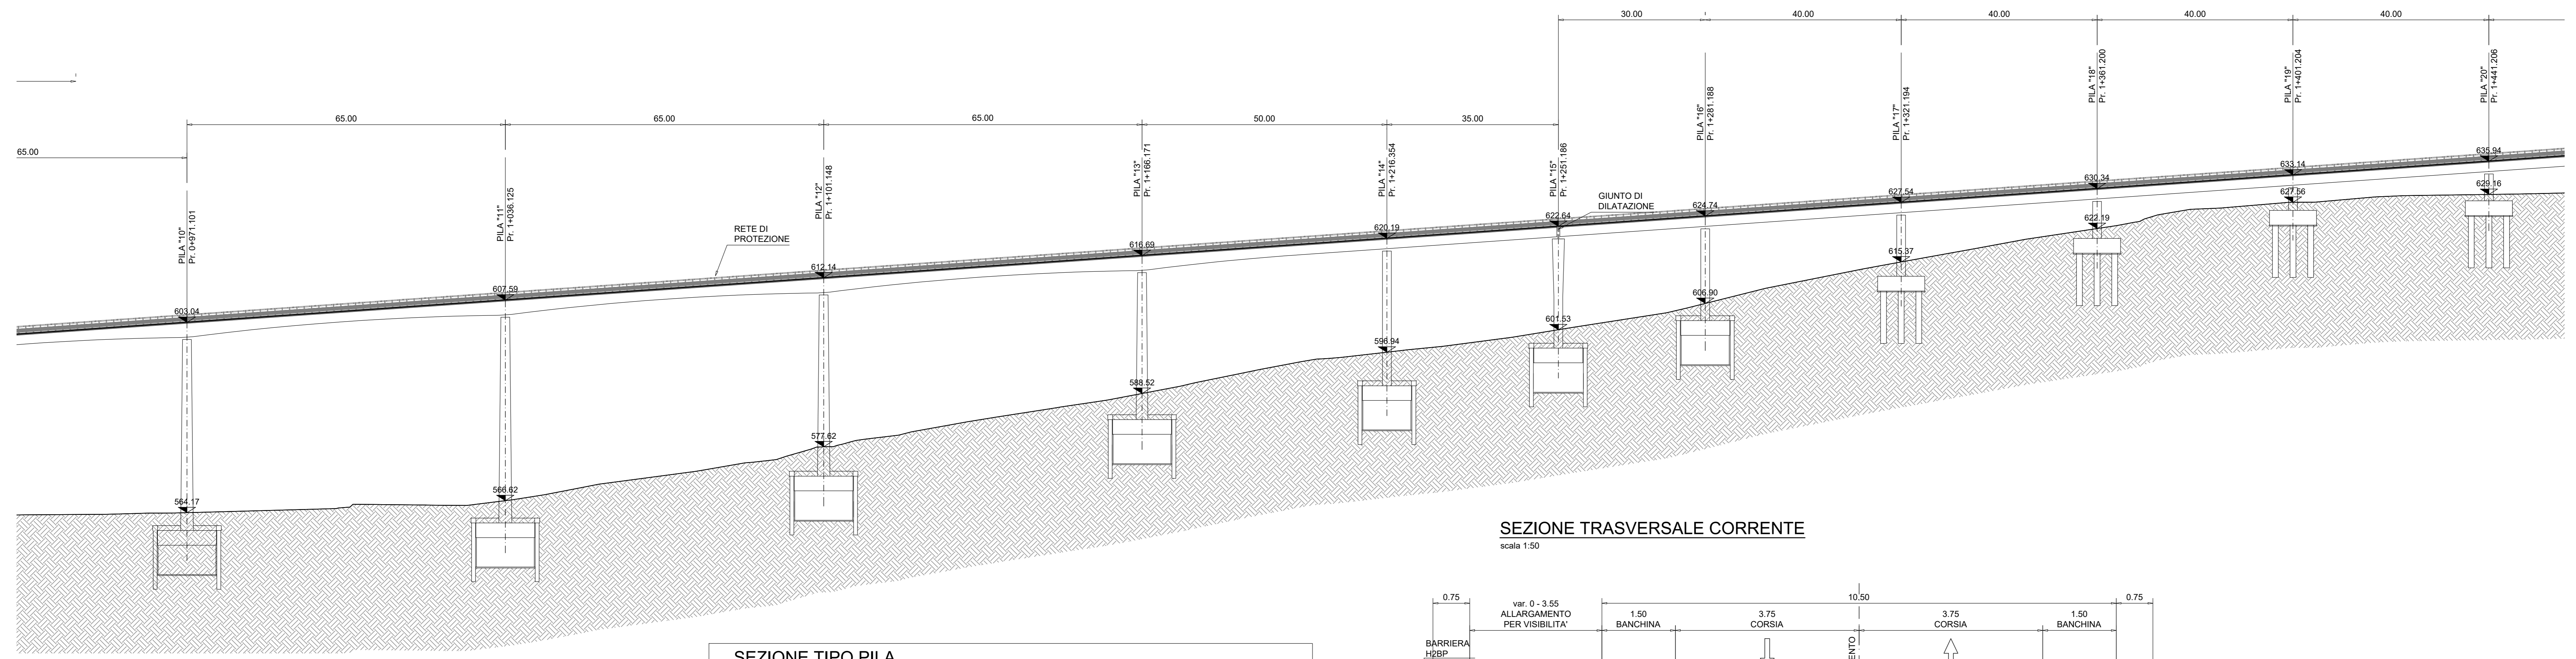 30.00
40.00
40.00
40.00
40.00
65.00
65.00
65.00
65.00
50.00
35.00
PILA "10"
Pr. 0+971.101
PILA "11"
Pr. 1+036.125
PILA "12"
Pr. 1+101.148
PILA "13"
Pr. 1+166.171
PILA "14"
Pr. 1+216.354
PILA "15"
Pr. 1+251.186
PILA "16"
Pr. 1+281.188
PILA "17"
Pr. 1+321.194
PILA "18"
Pr. 1+361.200
PILA "19"
Pr. 1+401.204
PILA "20"
Pr. 1+441.206
RETE DI
PROTEZIONE
GIUNTO DI
DILATAZIONE
603.04
607.59
612.14
616.69
620.19
622.64
624.74
627.54
630.34
633.14
635.94
564.17
566.62
577.62
588.52
596.94
601.53
606.90
615.37
622.19
627.56
629.16
SEZIONE TRASVERSALE CORRENTE
scala 1:50
SEZIONE TIPO PILA
0.75
var. 0 - 3.55
ALLARGAMENTO
PER VISIBILITA'
10.50
0.75
1.50
BANCHINA
3.75
CORSIA
3.75
CORSIA
1.50
BANCHINA
BARRIERA
H2BP